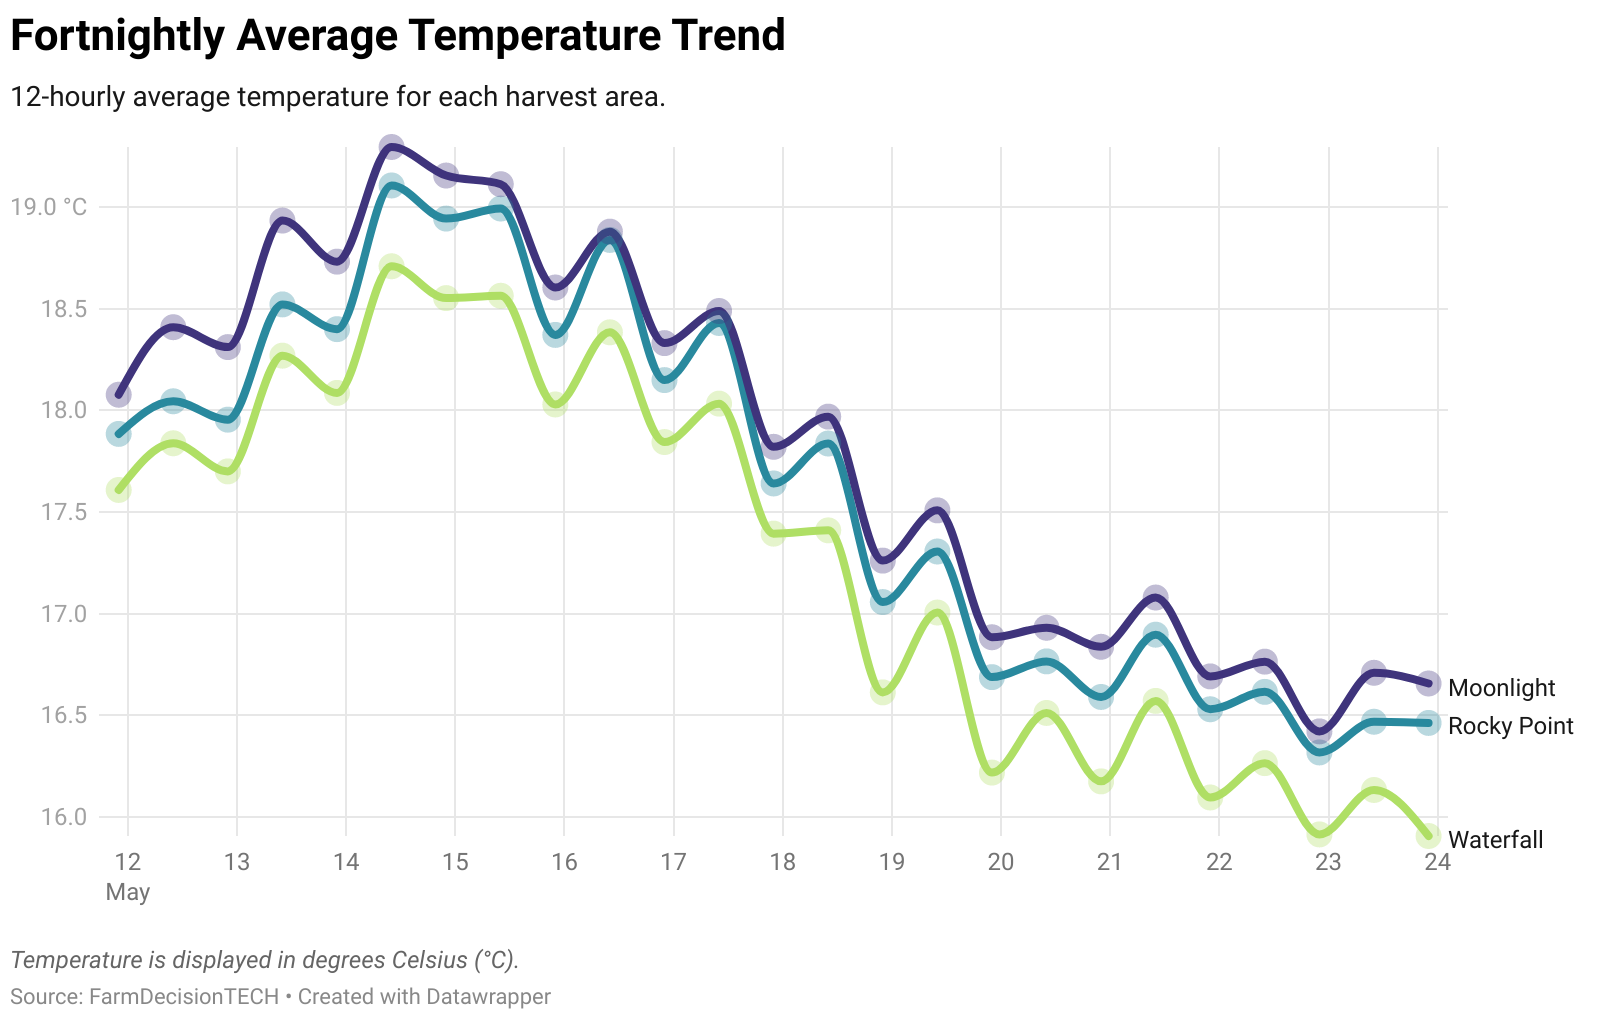 Fortnightly Average Temperature Trend
12-hourly average temperature for each harvest area.
19.0 °C
18.5
18.0
17.5
17.0
16.5
16.0
Moonlight
Rocky Point
Waterfall
12 13 14 15 16 17 18 19 20 21 22 23 24
May
Temperature is displayed in degrees Celsius (°C).
Source: FarmDecisionTECH • Created with Datawrapper